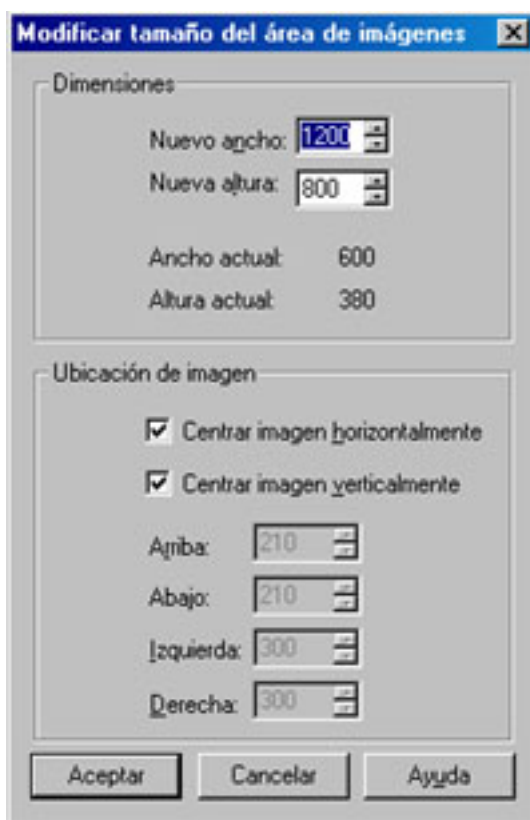 Modificar tamaño del área de imágenes
Dimensiones
Nuevo ancho: 1200
Nueva altura: 800
Ancho actual: 600
Altura actual: 380
Ubicación de imagen
Centrar imagen horizontalmente
Centrar imagen verticalmente
Arriba: 210
Abajo: 210
Izquierda: 300
Derecha: 300
Aceptar Cancelar Ayuda